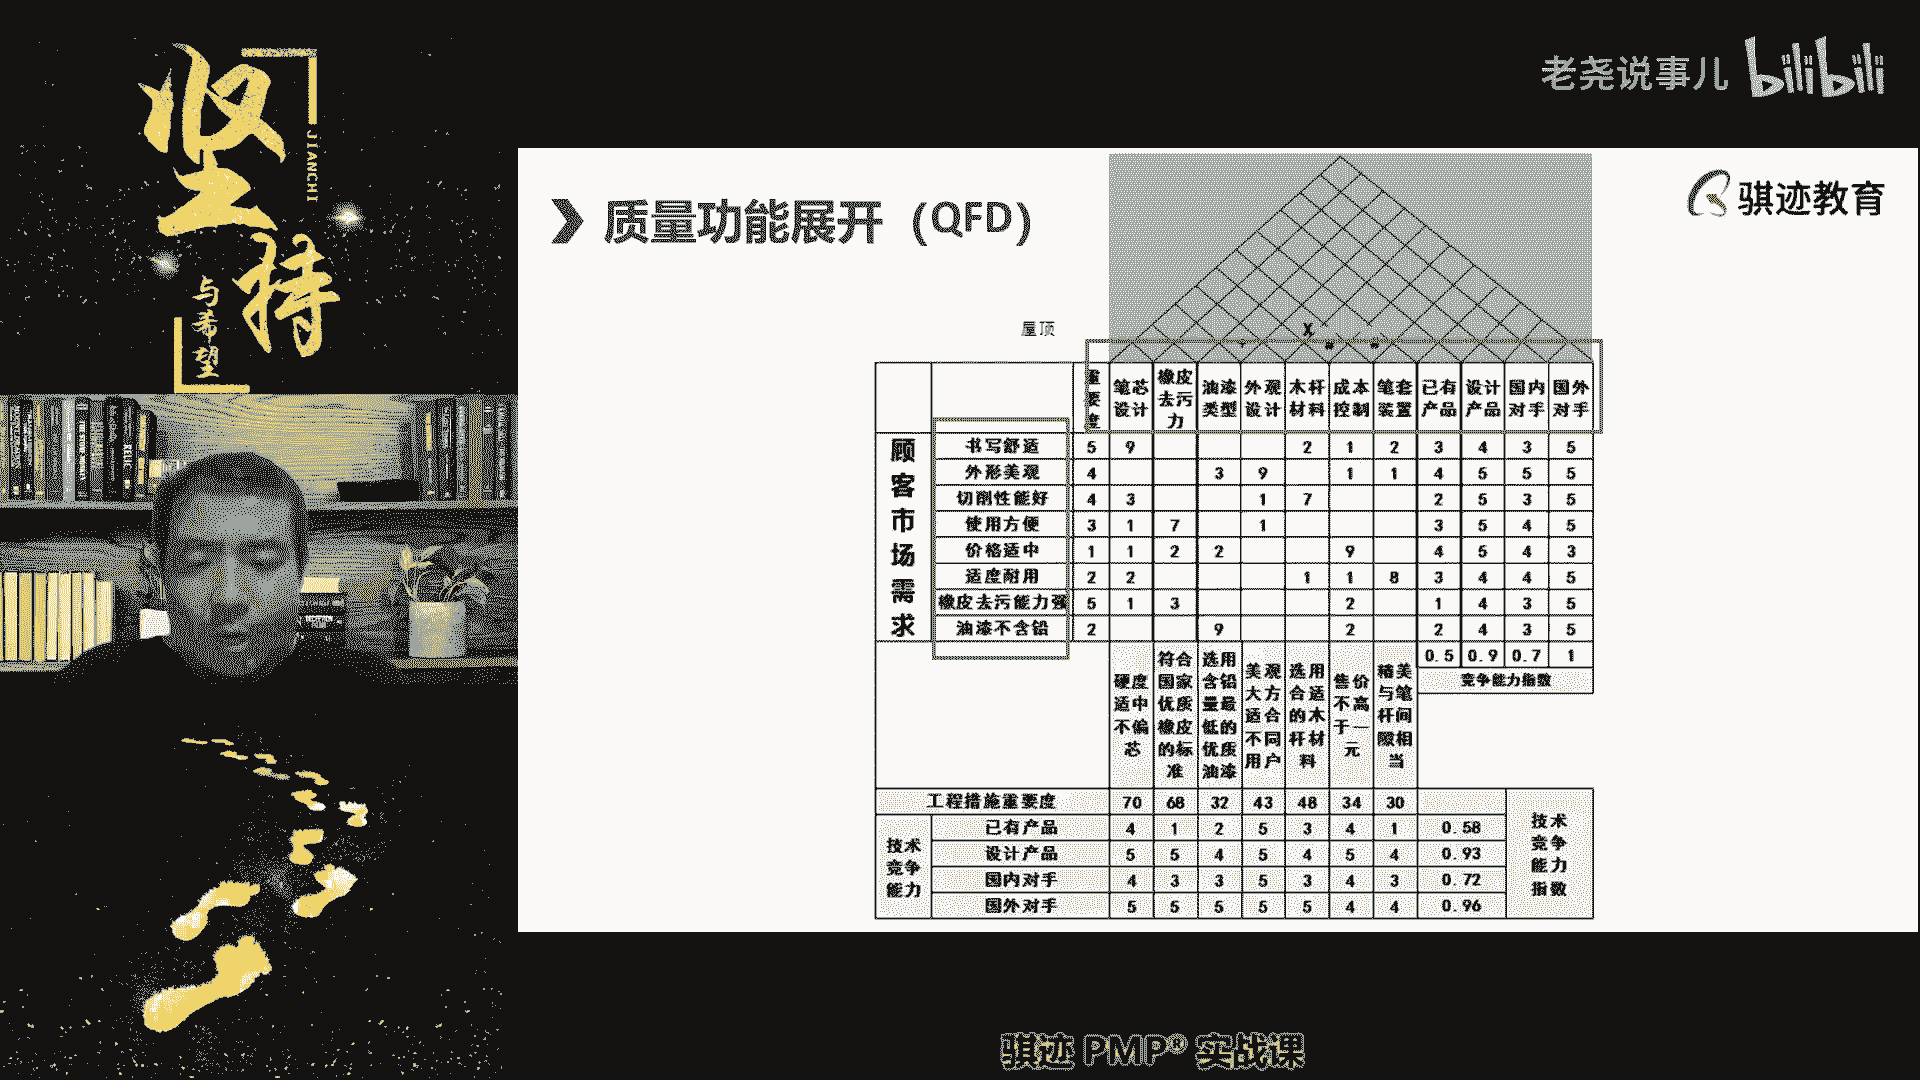 坚持
JIANCHI
与希望
老尧说事儿 bilibili
骐迹教育
质量功能展开（QFD）
屋顶
重要度 笔芯设计 橡皮去污力 油漆类型 外观设计 木杆材料 成本控制 笔套装置 已有产品 设计产品 国内对手 国外对手
顾客市场需求
书写舒适 5 9 2 1 2 3 4 3 5
外形美观 4 3 9 1 1 4 5 5 5
切削性能好 4 3 1 7 2 5 3 5
使用方便 3 1 7 1 3 5 4 5
价格适中 1 1 2 2 9 4 5 4 3
适度耐用 2 2 1 1 8 3 4 4 5
橡皮去污能力强 5 1 3 2 1 4 3 5
油漆不含铅 2 9 2 2 4 3 5
0.5 0.9 0.7 1
竞争能力指数
硬度适中不偏芯 符合国家优质橡皮的标准 选用含铅量最低的优质油漆 美观大方适合不同用户 选用合适的木杆材料 售价不高于一元 精美与笔杆间隙相当
工程措施重要度 70 68 32 43 48 34 30
技术竞争能力
已有产品 4 1 2 5 3 4 1 0.58
设计产品 5 5 4 5 4 5 4 0.93
国内对手 4 3 3 5 3 4 3 0.72
国外对手 5 5 5 5 5 4 4 0.96
技术竞争能力指数
骐迹 PMP® 实战课